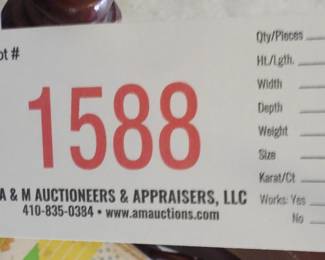 ot #
1588
A & M AUCTIONEERS & APPRAISERS, LLC
410-835-0384 • www.amauctions.com
Qty/Pieces
Ht./Lgth.
Width
Depth
Weight
Size
Karat/Ct
Works: Yes
No